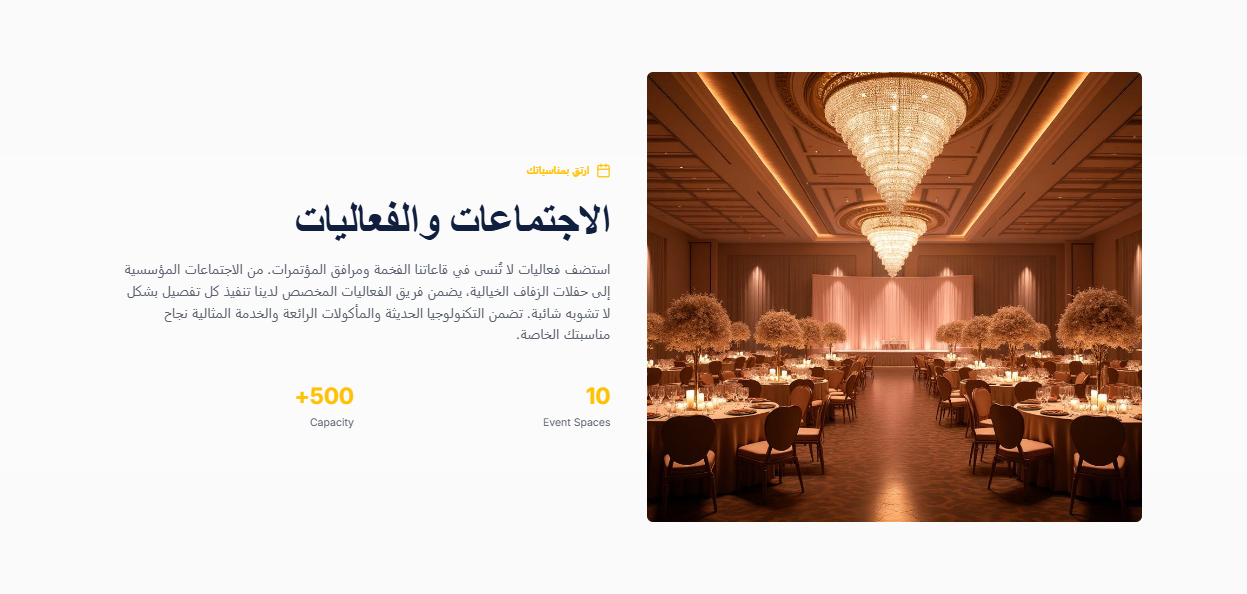 ارتق بمناسباتك
الاجتماعات والفعاليات
استضف فعاليات لا تُنسى في قاعاتنا الفخمة ومرافق المؤتمرات. من الاجتماعات المؤسسية
إلى حفلات الزفاف الخيالية، يضمن فريق الفعاليات المخصص لدينا تنفيذ كل تفصيل بشكل
لا تشوبه شائبة. تضمن التكنولوجيا الحديثة والمأكولات الرائعة والخدمة المثالية نجاح
مناسبتك الخاصة.
10
Event Spaces
+500
Capacity